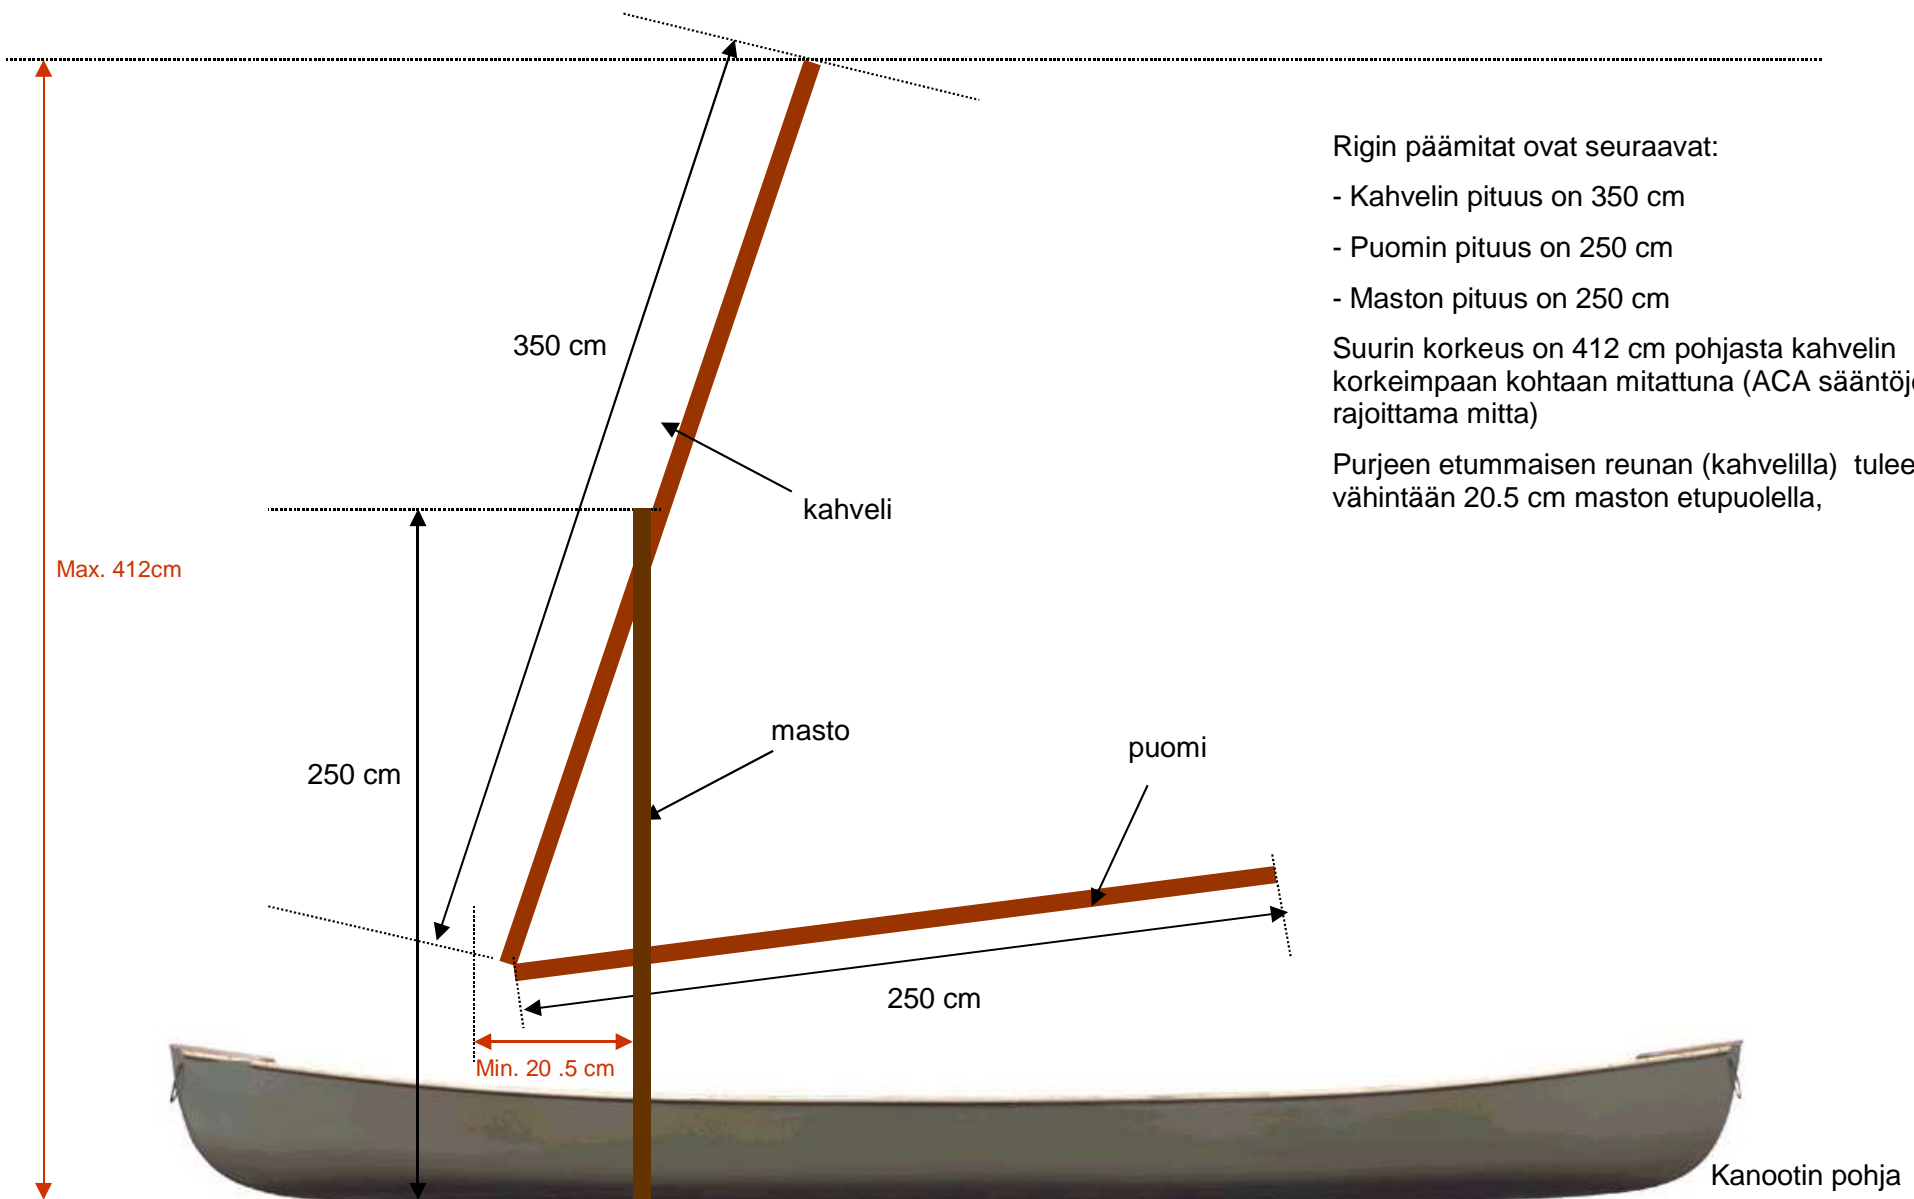 Rigin päämitat ovat seuraavat:
- Kahvelin pituus on 350 cm
- Puomin pituus on 250 cm
- Maston pituus on 250 cm
Suurin korkeus on 412 cm pohjasta kahvelin
korkeimpaan kohtaan mitattuna (ACA
rajoittama mitta)
Purjeen etummaisen reunan (kahvelilla) tulee
vähintään 20.5 cm maston etupuolella,
350 cm
kahveli
Max. 412cm
masto
puomi
250 cm
250 cm
Min. 20 .5 cm
Kanootin pohja